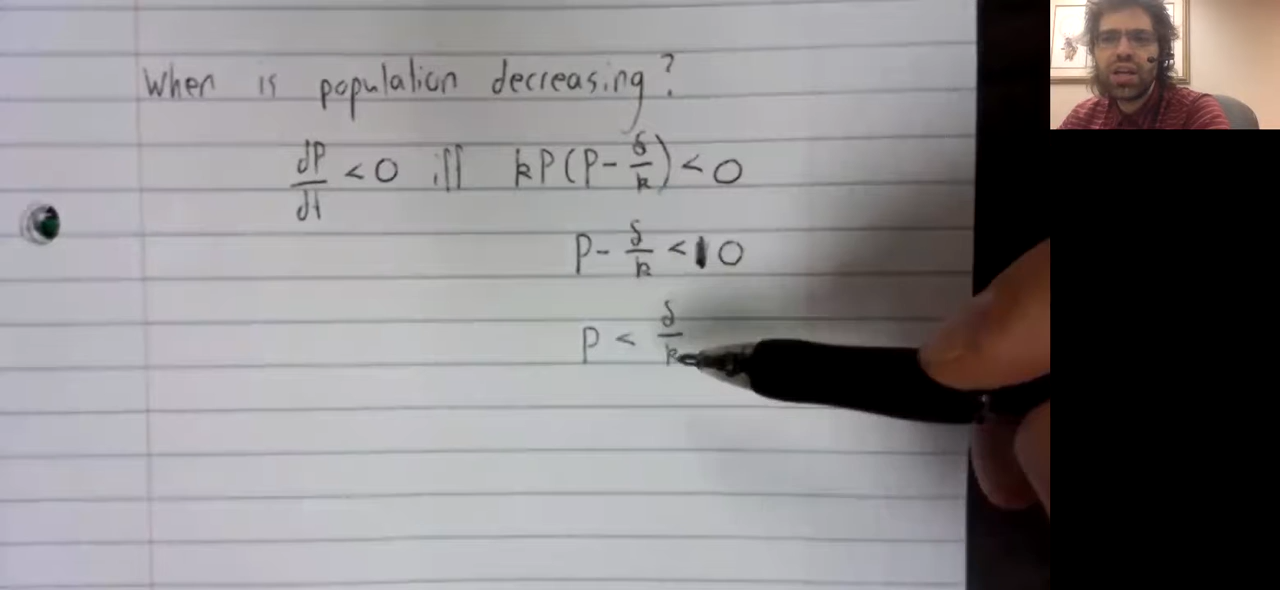 When is population decreasing?
dP/dt < 0 iff kP(P - δ/k) < 0
P - δ/k < 0
P < δ/k